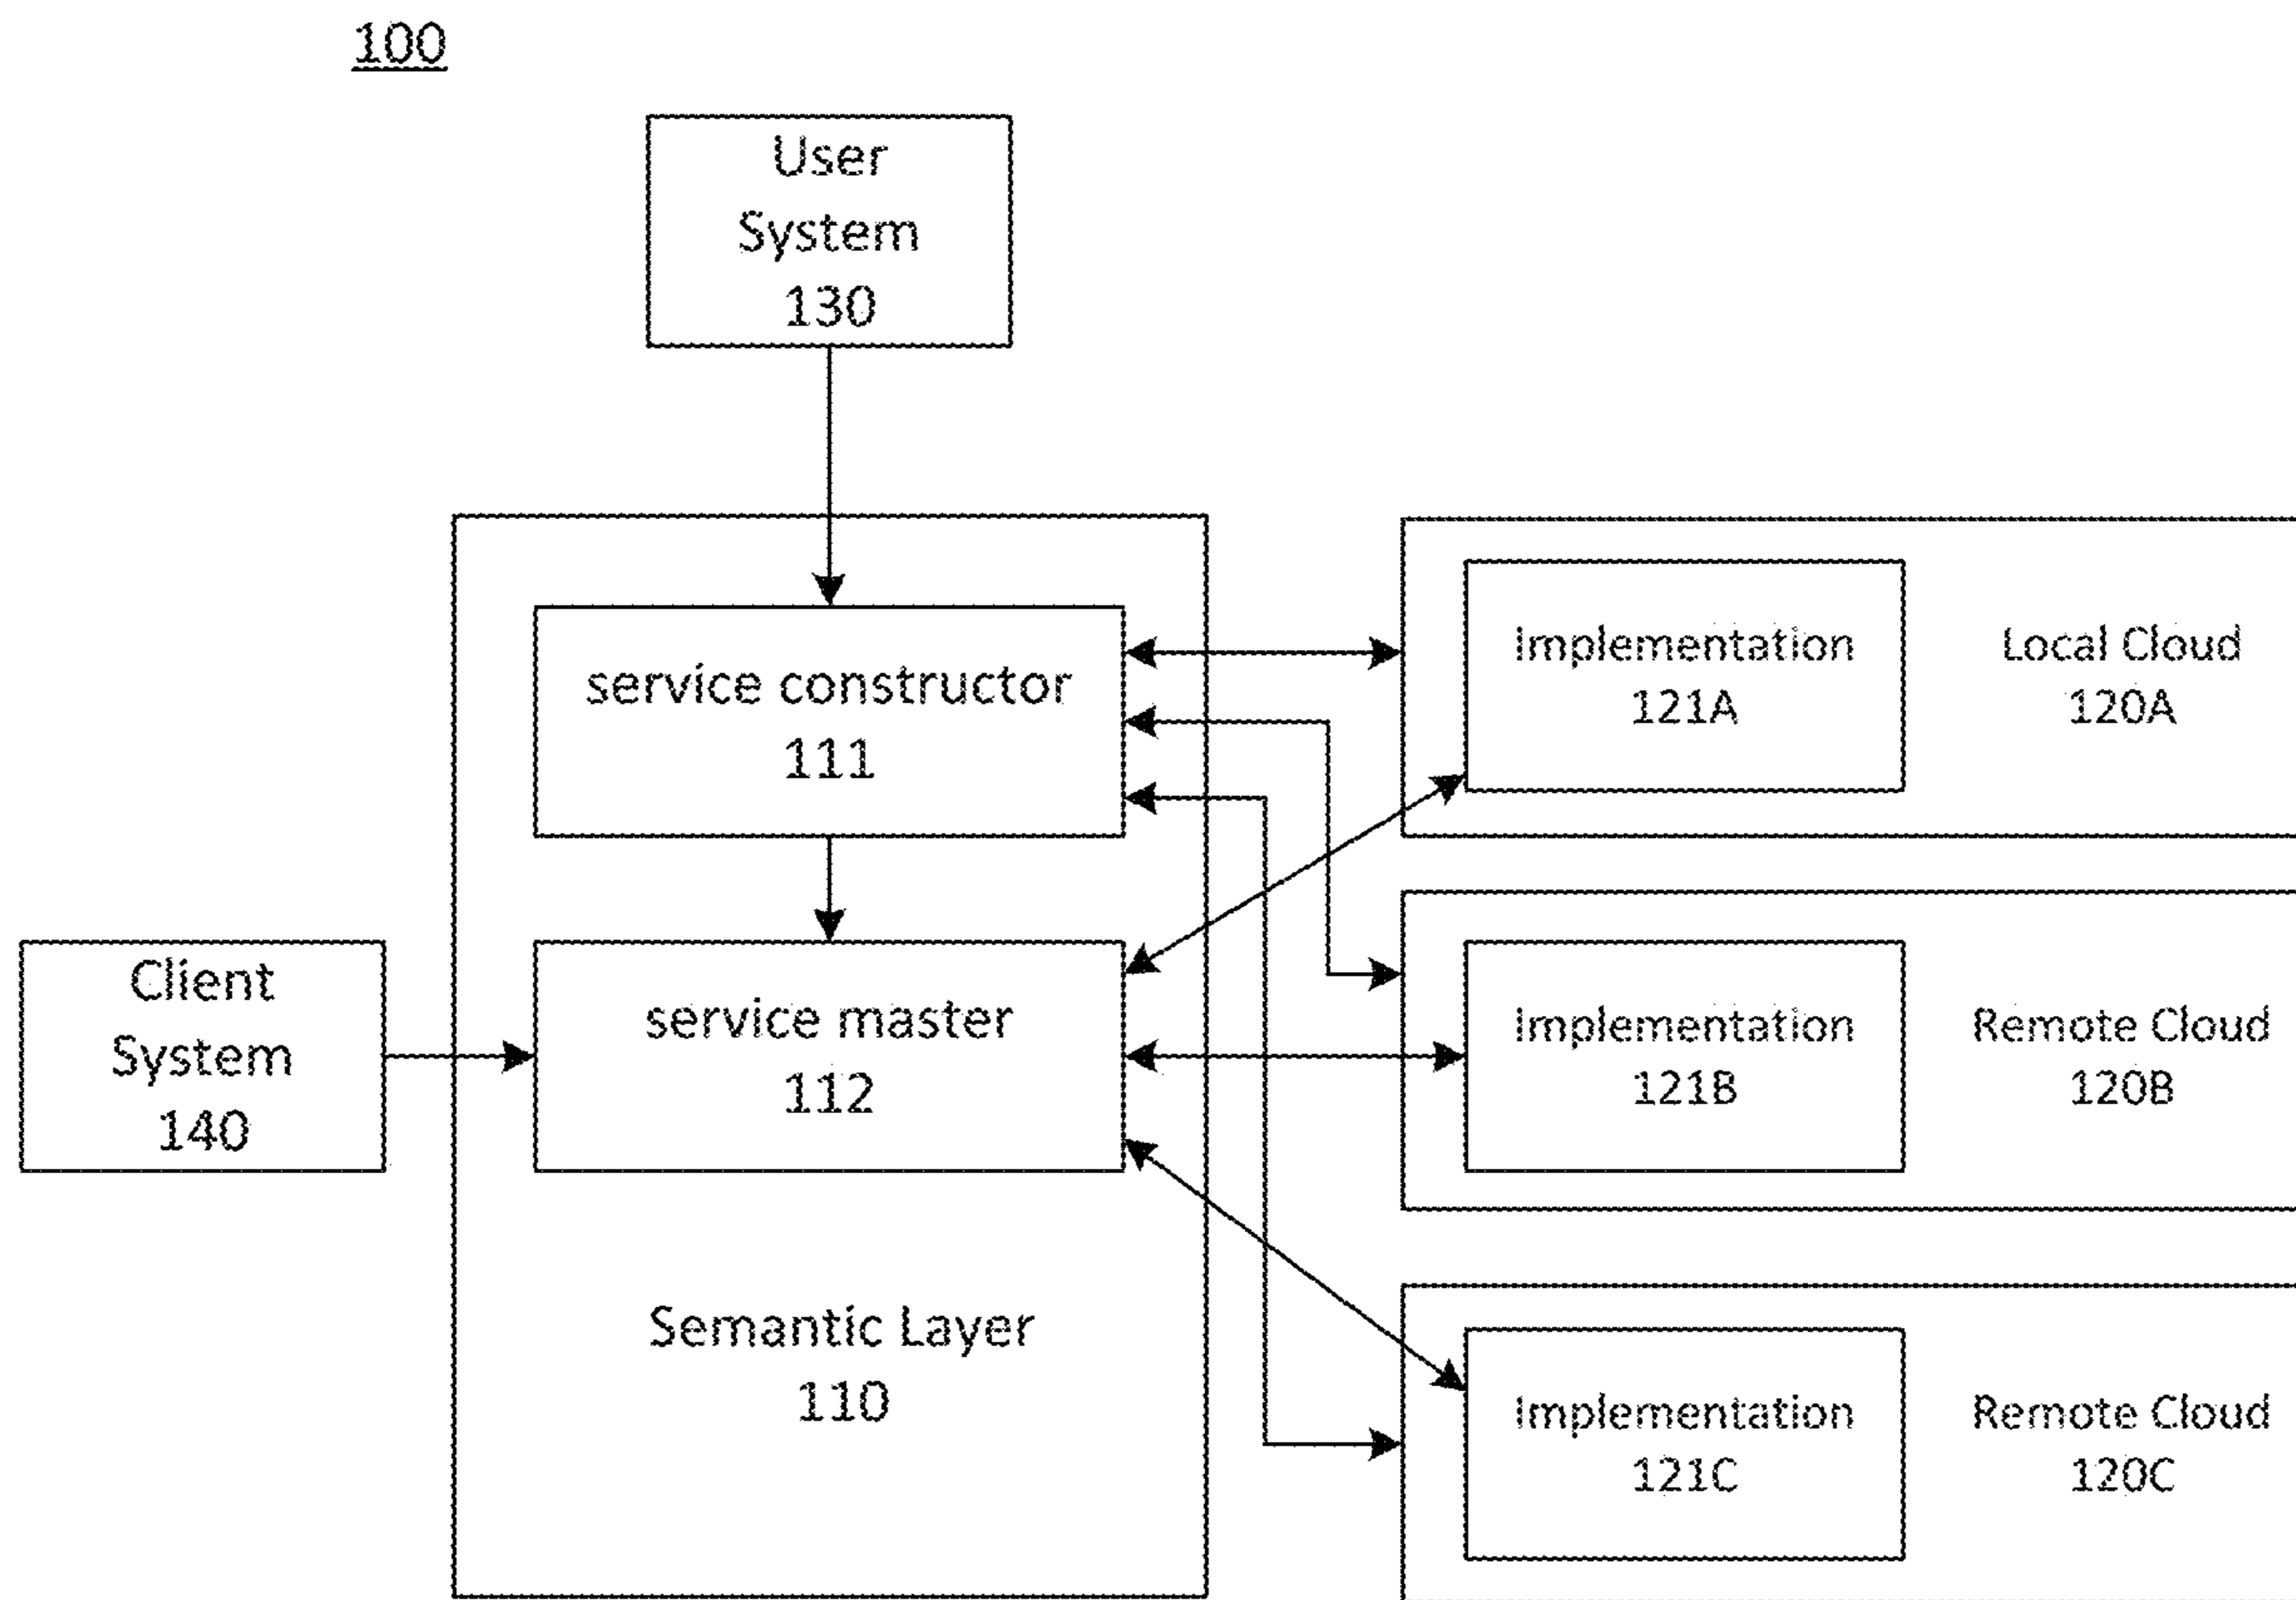 100
User
System
130
service constructor
111
Implementation
121A
Local Cloud
120A
Client
System
140
service master
112
Implementation
121B
Remote Cloud
120B
Semantic Layer
110
Implementation
121C
Remote Cloud
120C